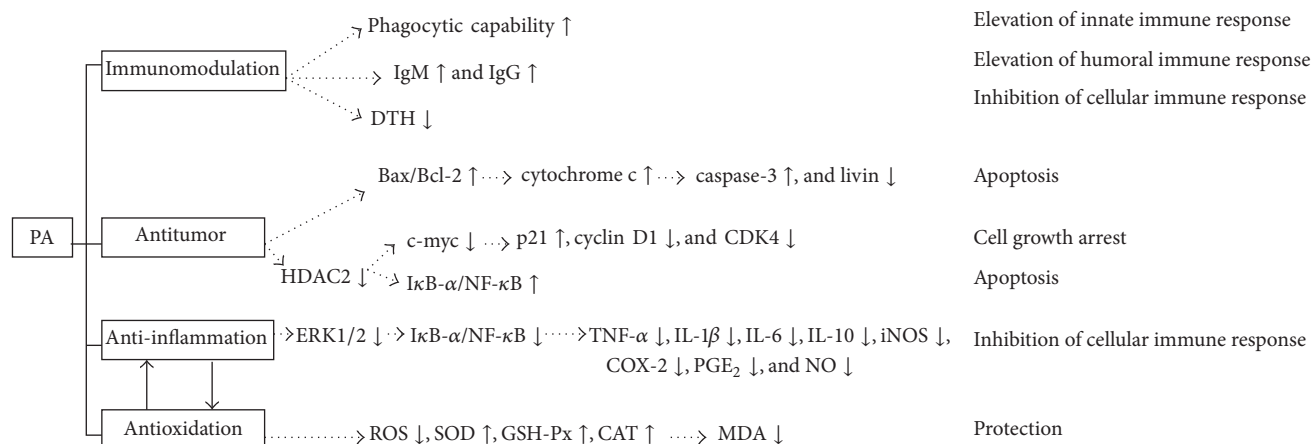 Phagocytic capability ↑
Elevation of innate immune response
Immunomodulation
IgM ↑ and IgG ↑
Elevation of humoral immune response
DTH ↓
Inhibition of cellular immune response
Bax/Bcl-2 ↑
cytochrome c ↑
caspase-3 ↑, and livin ↓
Apoptosis
PA
Antitumor
c-myc ↓
p21 ↑, cyclin D1 ↓, and CDK4 ↓
Cell growth arrest
HDAC2 ↓
IκB-α/NF-κB ↑
Apoptosis
Anti-inflammation
ERK1/2 ↓
IκB-α/NF-κB ↓
TNF-α ↓, IL-1β ↓, IL-6 ↓, IL-10 ↓, iNOS ↓,
COX-2 ↓, PGE₂ ↓, and NO ↓
Inhibition of cellular immune response
Antioxidation
ROS ↓, SOD ↑, GSH-Px ↑, CAT ↑
MDA ↓
Protection